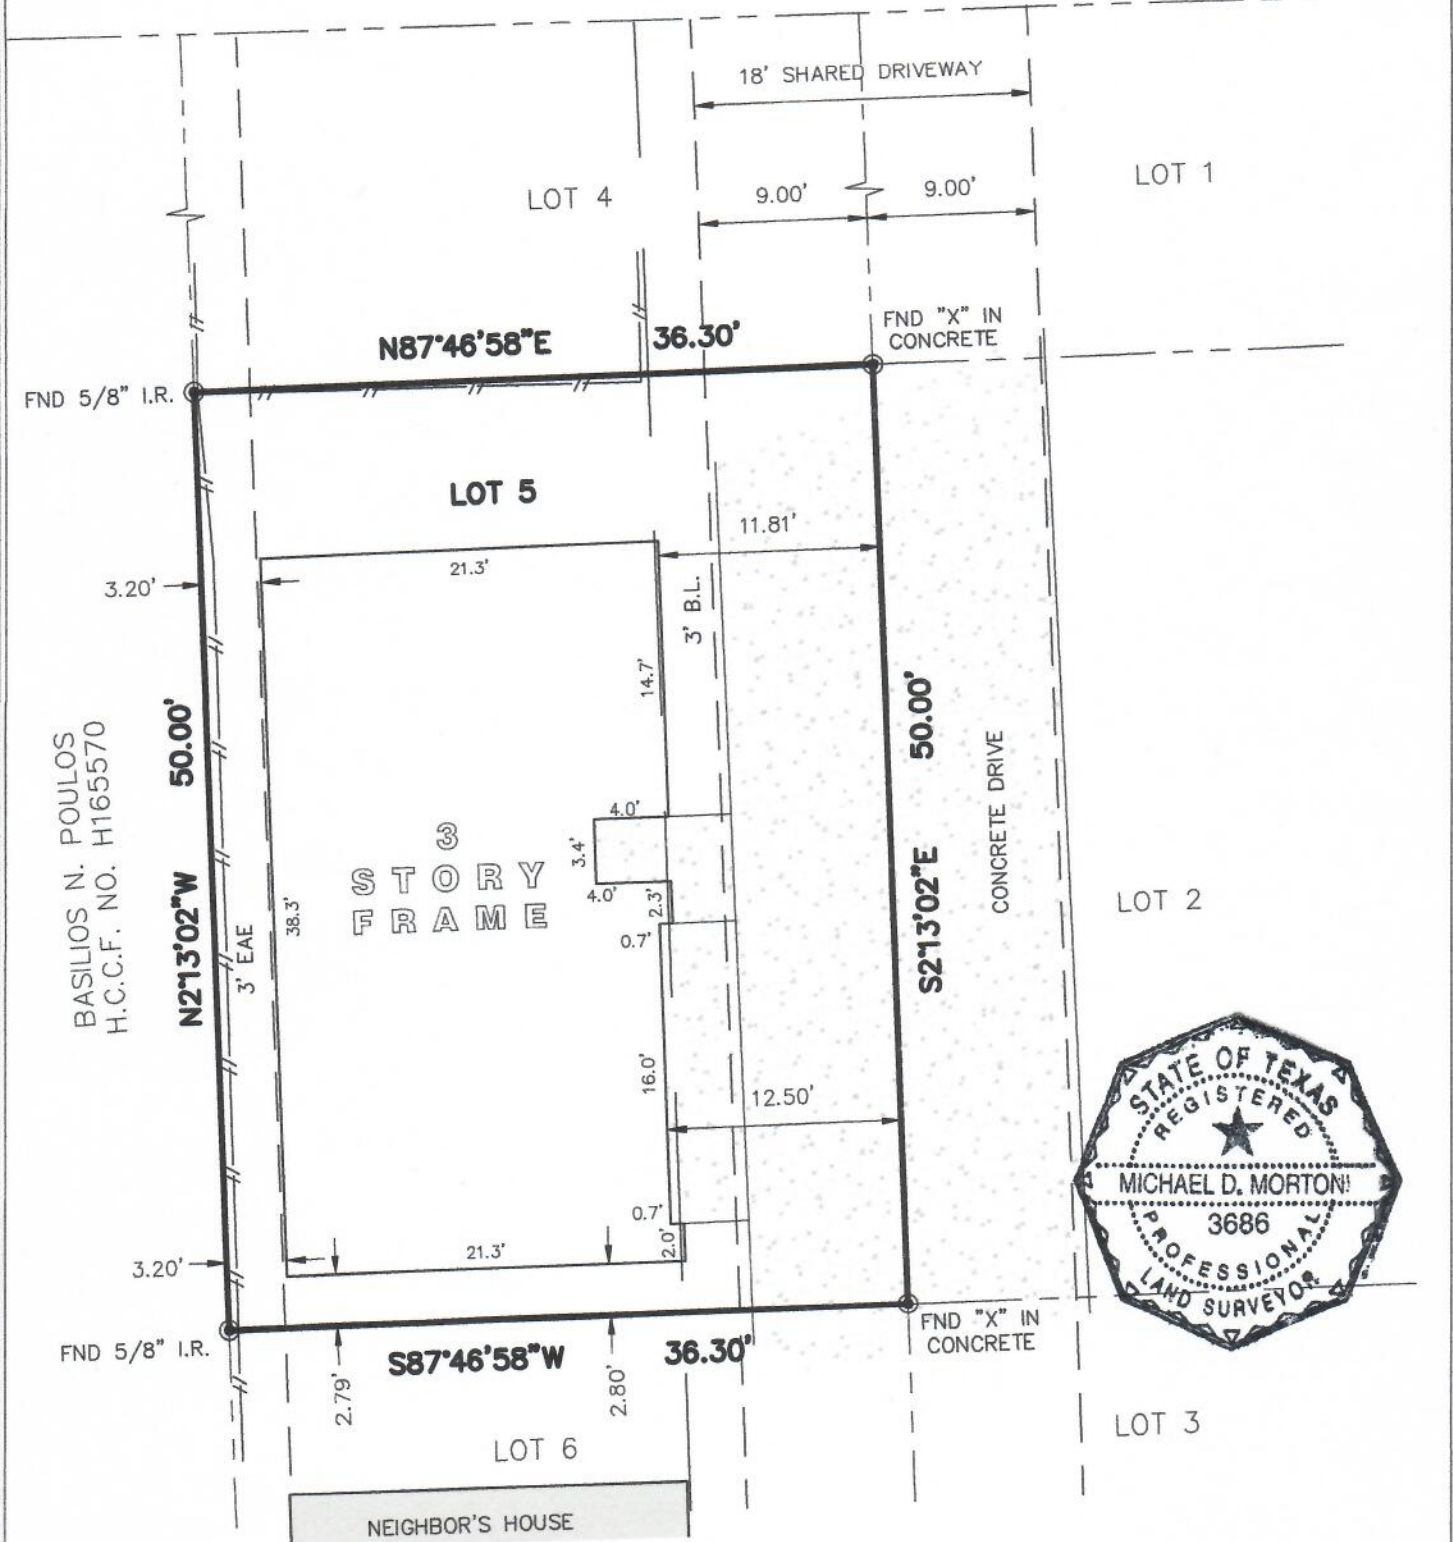 18' SHARED DRIVEWAY
LOT 4
9.00'
9.00'
LOT 1
N87°46'58"E
36.30'
FND "X" IN
CONCRETE
FND 5/8" I.R.
LOT 5
11.81'
21.3'
3.20'
3' B.L.
14.7'
50.00'
50.00'
BASILIOS N. POULOS
H.C.C.F. NO. H165570
CONCRETE DRIVE
4.0'
3
STORY
FRAME
3.4'
4.0'
2.3'
LOT 2
N2°13'02"W
38.3'
S2°13'02"E
0.7'
3' EAE
16.0'
12.50'
STATE OF TEXAS
REGISTERED
MICHAEL D. MORTON
3686
PROFESSIONAL
LAND SURVEYOR
0.7'
2.0'
21.3'
3.20'
FND 5/8" I.R.
S87°46'58"W
36.30'
FND "X" IN
CONCRETE
2.79'
2.80'
LOT 3
LOT 6
NEIGHBOR'S HOUSE